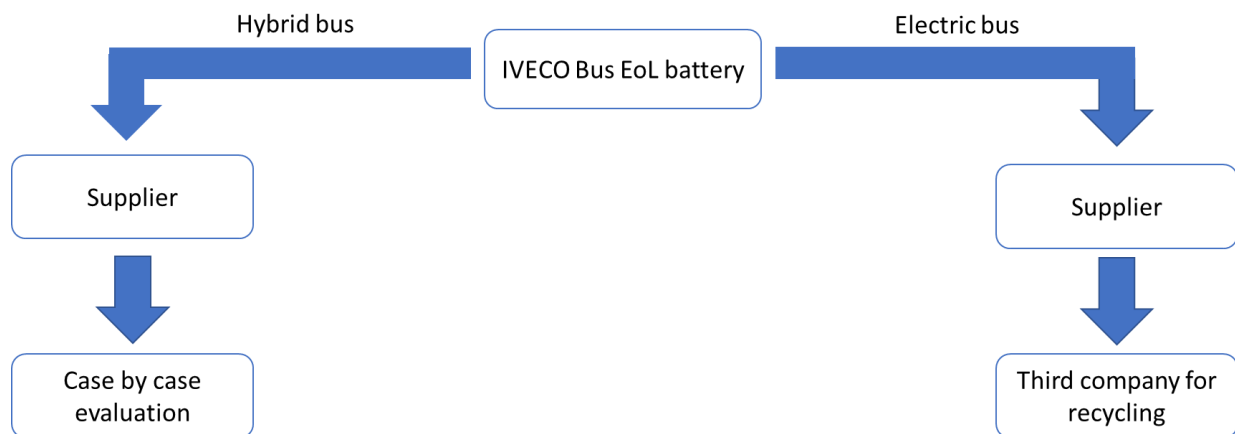 Hybrid bus
IVECO Bus EoL battery
Electric bus
Supplier
Supplier
Case by case
evaluation
Third company for
recycling